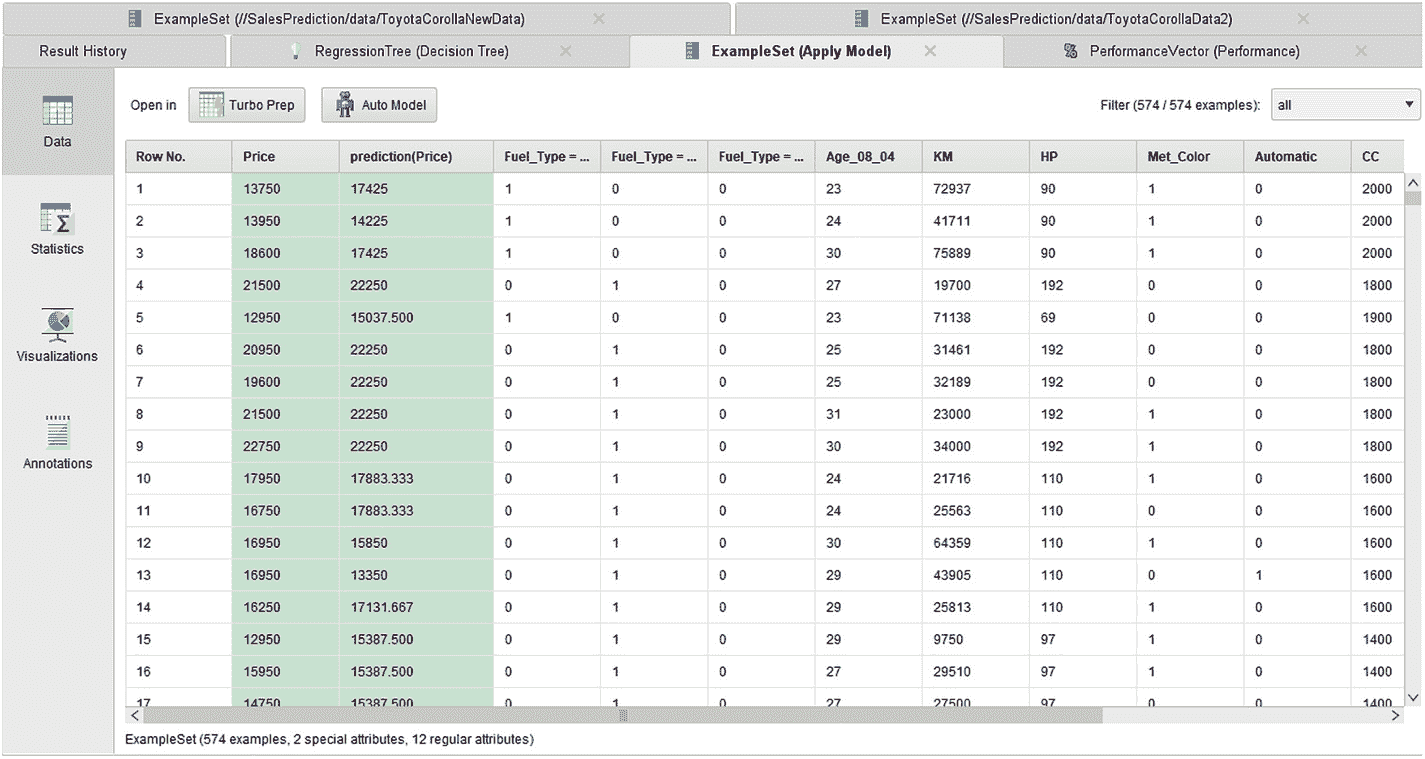 ExampleSet (//SalesPrediction/data/ToyotaCorollaNewData) ExampleSet (//SalesPrediction/data/ToyotaCorollaData2)
Result History RegressionTree (Decision Tree) ExampleSet (Apply Model) PerformanceVector (Performance)
Open in Turbo Prep Auto Model Filter (574 / 574 examples): all
Data
Statistics
Visualizations
Annotations
Row No. Price prediction(Price) Fuel_Type = ... Fuel_Type = ... Fuel_Type = ... Age_08_04 KM HP Met_Color Automatic CC
1 13750 17425 1 0 0 23 72937 90 1 0 2000
2 13950 14225 1 0 0 24 41711 90 1 0 2000
3 18600 17425 1 0 0 30 75889 90 1 0 2000
4 21500 22250 0 1 0 27 19700 192 0 0 1800
5 12950 15037.500 1 0 0 23 71138 69 0 0 1900
6 20950 22250 0 1 0 25 31461 192 0 0 1800
7 19600 22250 0 1 0 25 32189 192 0 0 1800
8 21500 22250 0 1 0 31 23000 192 1 0 1800
9 22750 22250 0 1 0 30 34000 192 1 0 1800
10 17950 17883.333 0 1 0 24 21716 110 1 0 1600
11 16750 17883.333 0 1 0 24 25563 110 0 0 1600
12 16950 15850 0 1 0 30 64359 110 1 0 1600
13 16950 13350 0 1 0 29 43905 110 0 1 1600
14 16250 17131.667 0 1 0 29 25813 110 1 0 1600
15 12950 15387.500 0 1 0 29 9750 97 1 0 1400
16 15950 15387.500 0 1 0 27 29510 97 1 0 1400
17 14750 15387.500 0 1 0 27 27500 97 1 0 1400
ExampleSet (574 examples, 2 special attributes, 12 regular attributes)